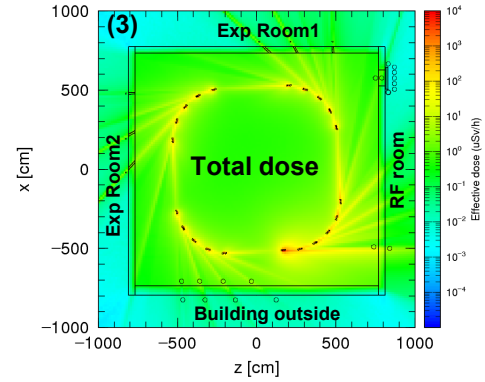 (3)
Exp Room1
Exp Room2
Total dose
RF room
Building outside
x [cm]
1000
500
0
−500
−1000
−1000
−500
0
500
1000
z [cm]
10⁴
10³
10²
10¹
10⁰
10⁻¹
10⁻²
10⁻³
10⁻⁴
Effective dose (uSv/h)